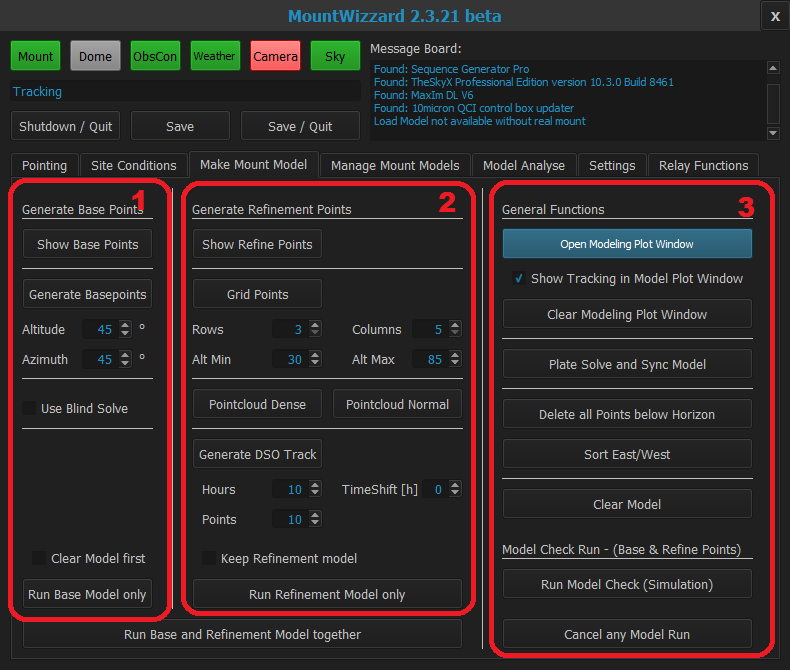 MountWizzard 2.3.21 beta
x
Mount Dome ObsCon Weather Camera Sky
Message Board:
Found: Sequence Generator Pro
Found: TheSkyX Professional Edition version 10.3.0 Build 8461
Found: MaxIm DL V6
Found: 10micron QCI control box updater
Load Model not available without real mount
Tracking
Shutdown / Quit Save Save / Quit
Pointing Site Conditions Make Mount Model Manage Mount Models Model Analyse Settings Relay Functions
1
Generate Base Points
Show Base Points
Generate Basepoints
Altitude 45 °
Azimuth 45 °
Use Blind Solve
Clear Model first
Run Base Model only
2
Generate Refinement Points
Show Refine Points
Grid Points
Rows 3 Columns 5
Alt Min 30 Alt Max 85
Pointcloud Dense Pointcloud Normal
Generate DSO Track
Hours 10 TimeShift [h] 0
Points 10
Keep Refinement model
Run Refinement Model only
Run Base and Refinement Model together
3
General Functions
Open Modeling Plot Window
Show Tracking in Model Plot Window
Clear Modeling Plot Window
Plate Solve and Sync Model
Delete all Points below Horizon
Sort East/West
Clear Model
Model Check Run - (Base & Refine Points)
Run Model Check (Simulation)
Cancel any Model Run